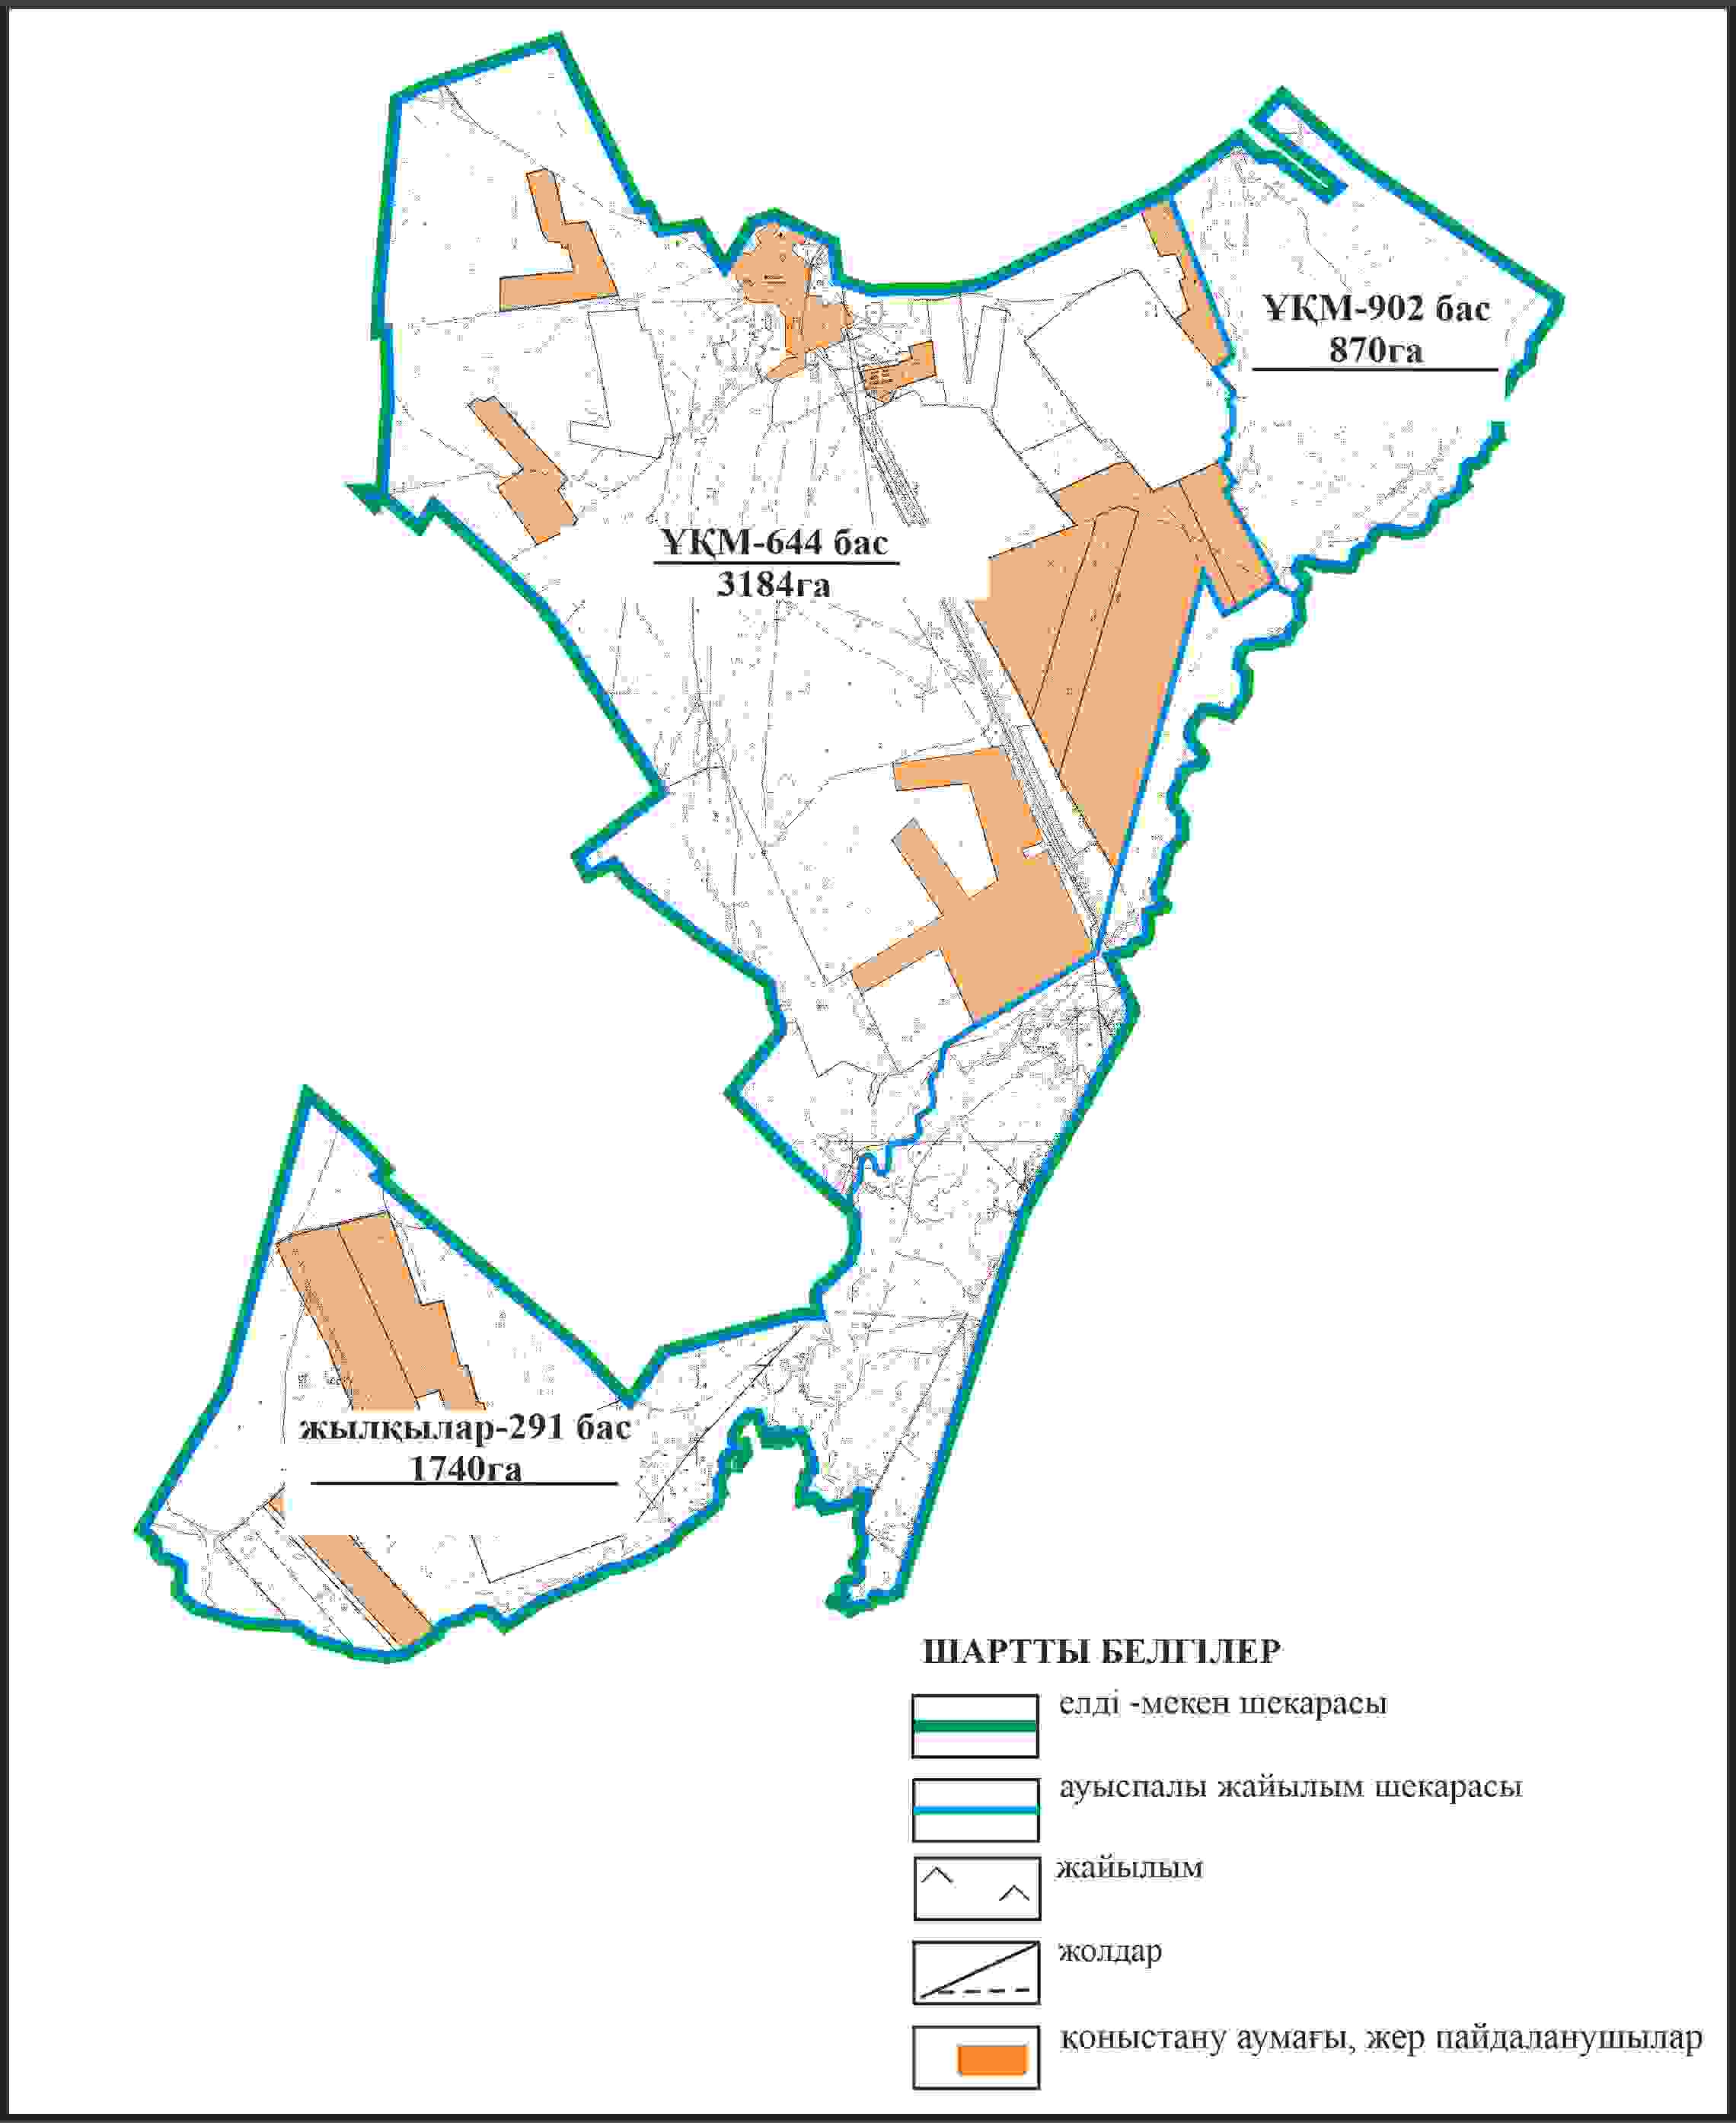 ҰҚМ-902 бас
870га
ҰҚМ-644 бас
3184га
жылқылар-291 бас
1740га
ШАРТТЫ БЕЛГІЛЕР
елді -мекен шекарасы
ауыспалы жайылым шекарасы
жайылым
жолдар
қоныстану аумағы, жер пайдаланушылар